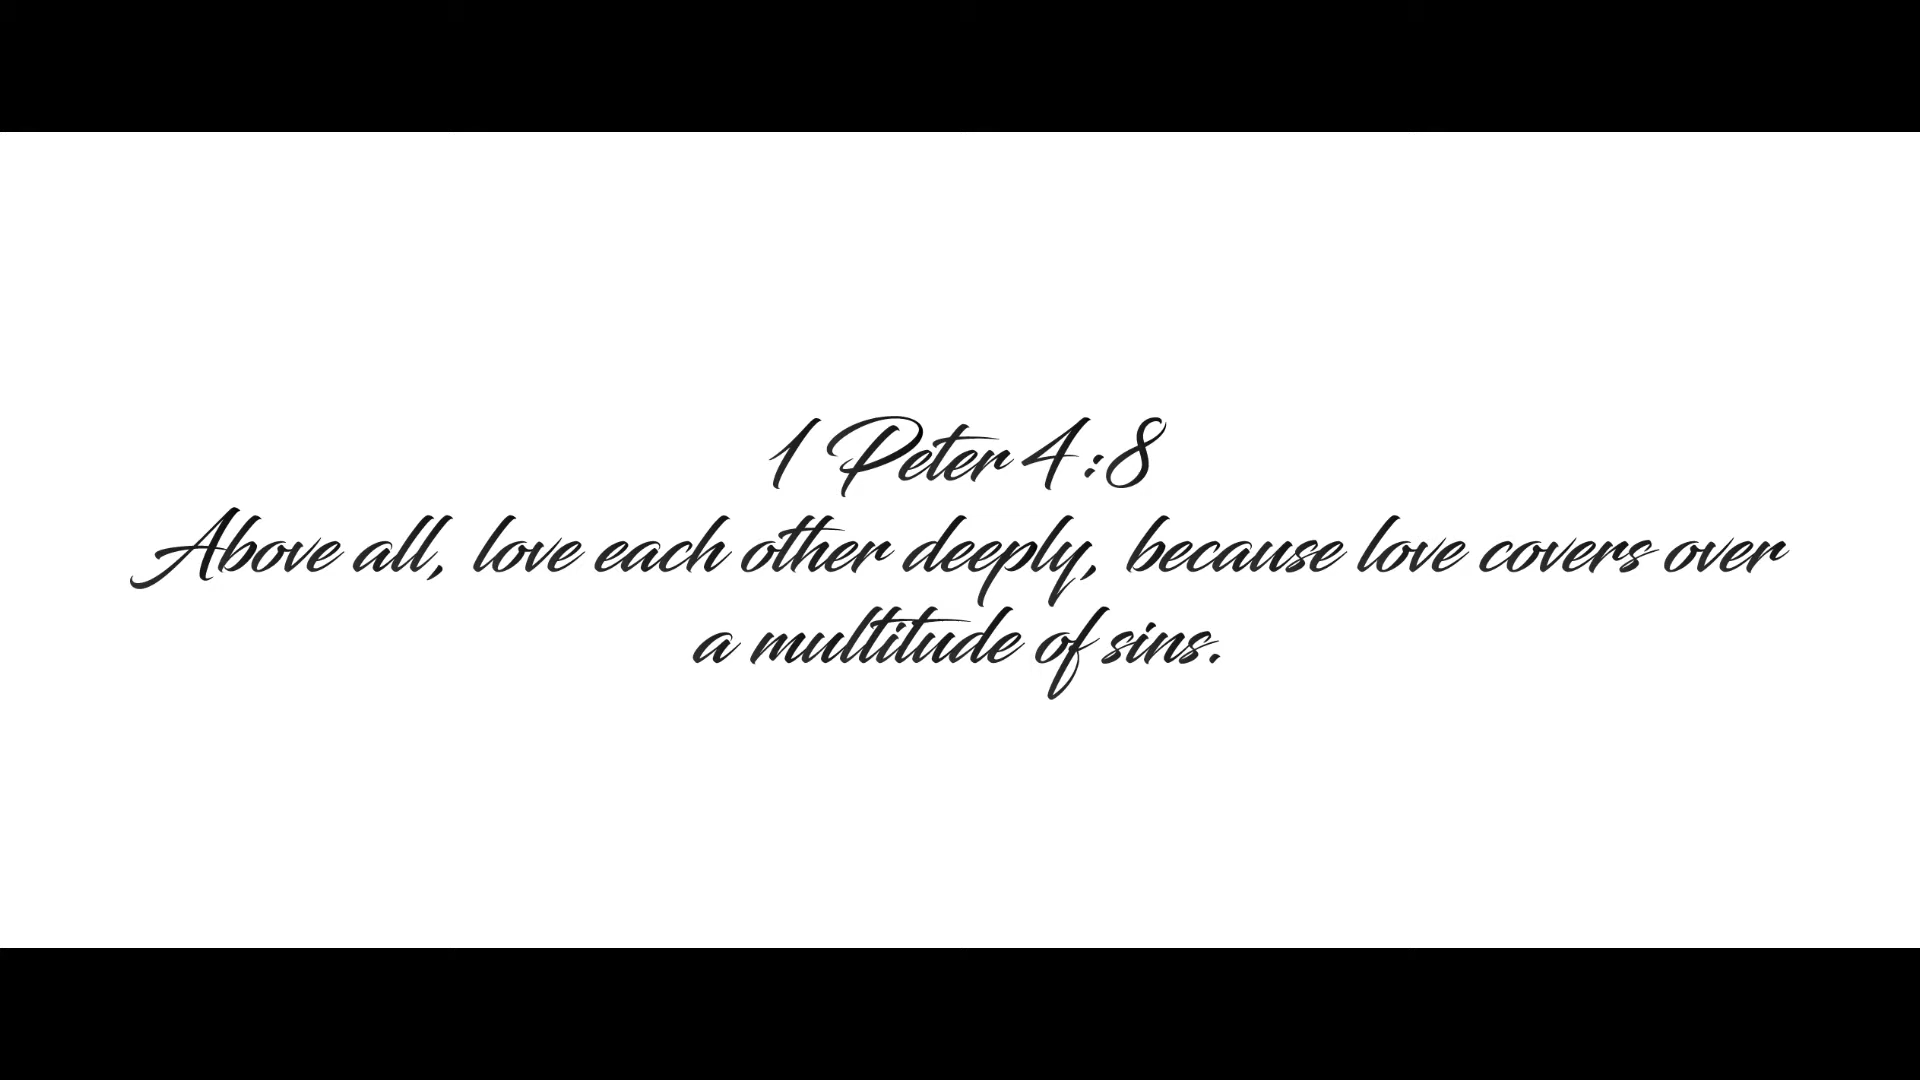 1 Peter 4:8
Above all, love each other deeply, because love covers over
a multitude of sins.